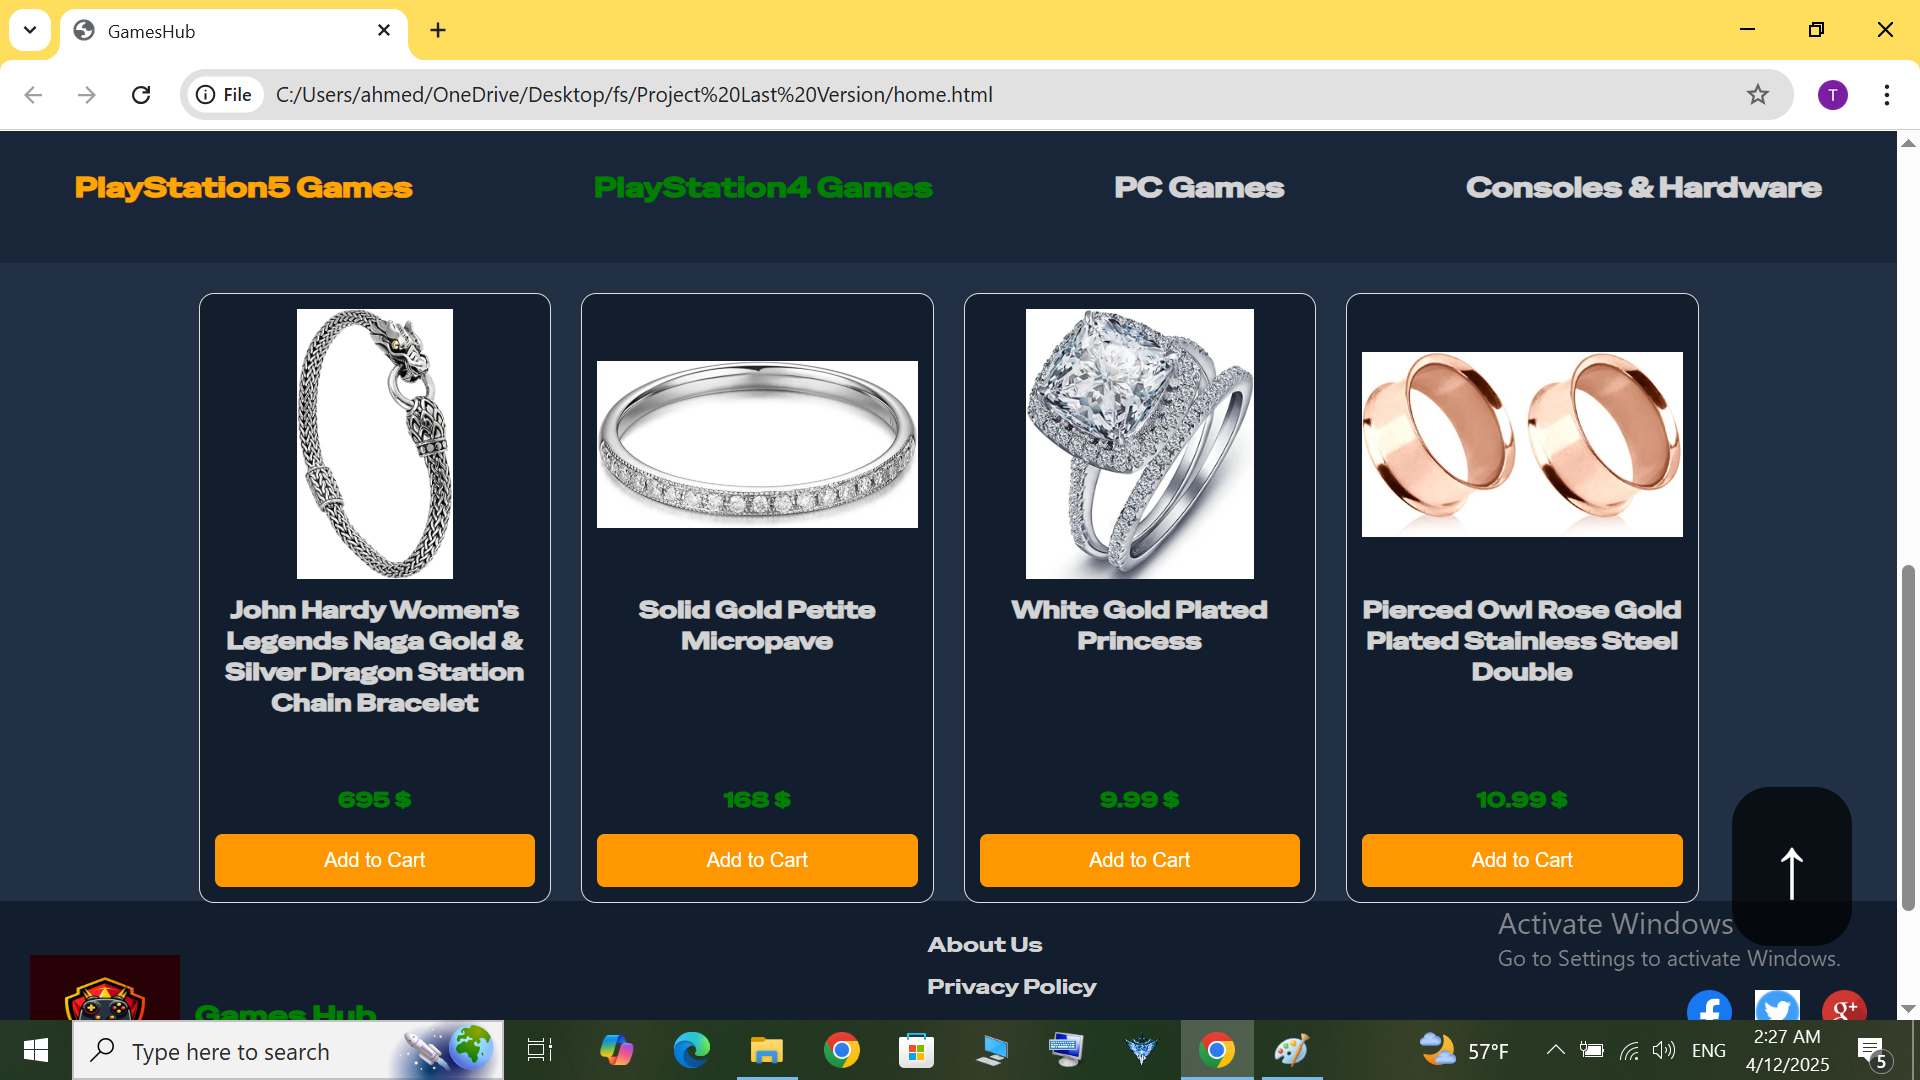 GamesHub
File
C:/Users/ahmed/OneDrive/Desktop/fs/Project%20Last%20Version/home.html
T
PlayStation5 Games
PlayStation4 Games
PC Games
Consoles & Hardware
John Hardy Women's
Legends Naga Gold &
Silver Dragon Station
Chain Bracelet
695 $
Add to Cart
Solid Gold Petite
Micropave
168 $
Add to Cart
White Gold Plated
Princess
9.99 $
Add to Cart
Pierced Owl Rose Gold
Plated Stainless Steel
Double
10.99 $
Add to Cart
↑
Games Hub
About Us
Privacy Policy
Activate Windows
Go to Settings to activate Windows.
f
g+
Type here to search
57°F
ENG
2:27 AM
4/12/2025
5